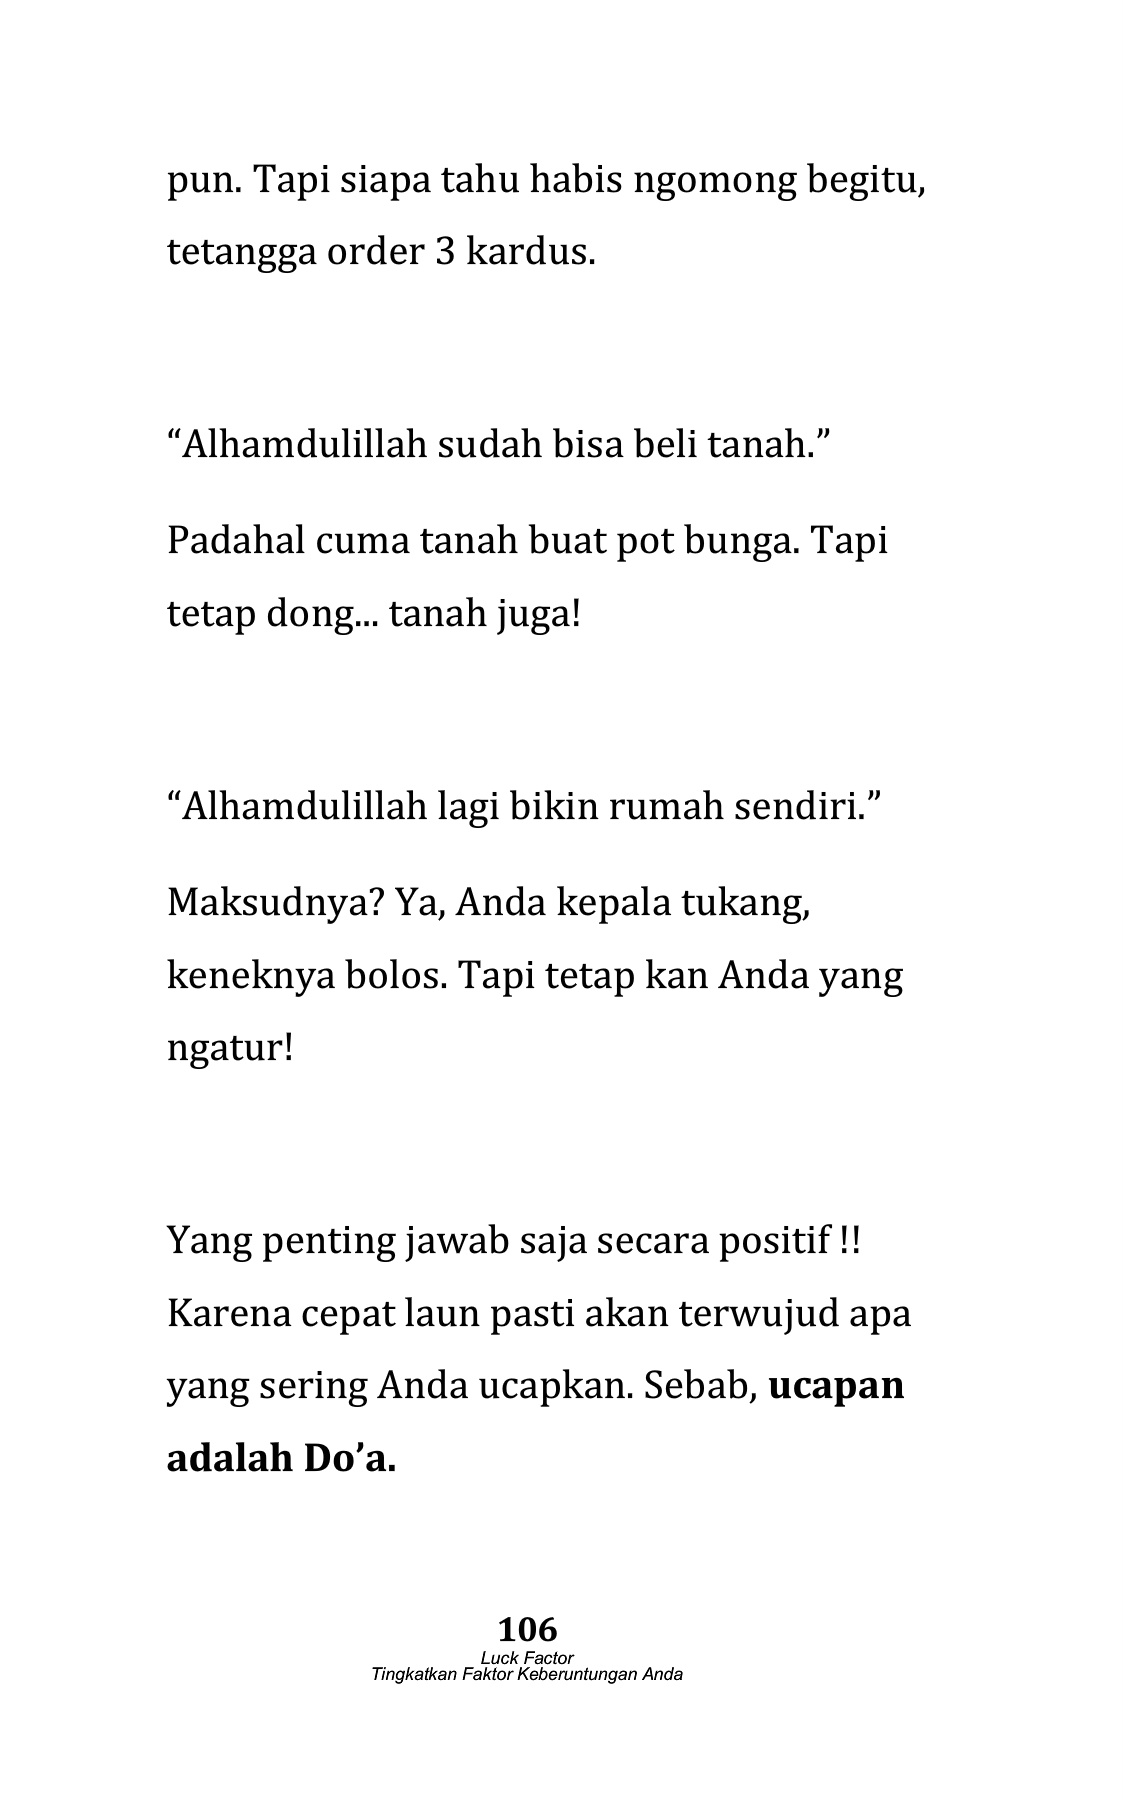 pun. Tapi siapa tahu habis ngomong begitu,
tetangga order 3 kardus.
“Alhamdulillah sudah bisa beli tanah.”
Padahal cuma tanah buat pot bunga. Tapi
tetap dong... tanah juga!
“Alhamdulillah lagi bikin rumah sendiri.”
Maksudnya? Ya, Anda kepala tukang,
keneknya bolos. Tapi tetap kan Anda yang
ngatur!
Yang penting jawab saja secara positif !!
Karena cepat laun pasti akan terwujud apa
yang sering Anda ucapkan. Sebab, ucapan
adalah Do’a.
106
Luck Factor
Tingkatkan Faktor Keberuntungan Anda